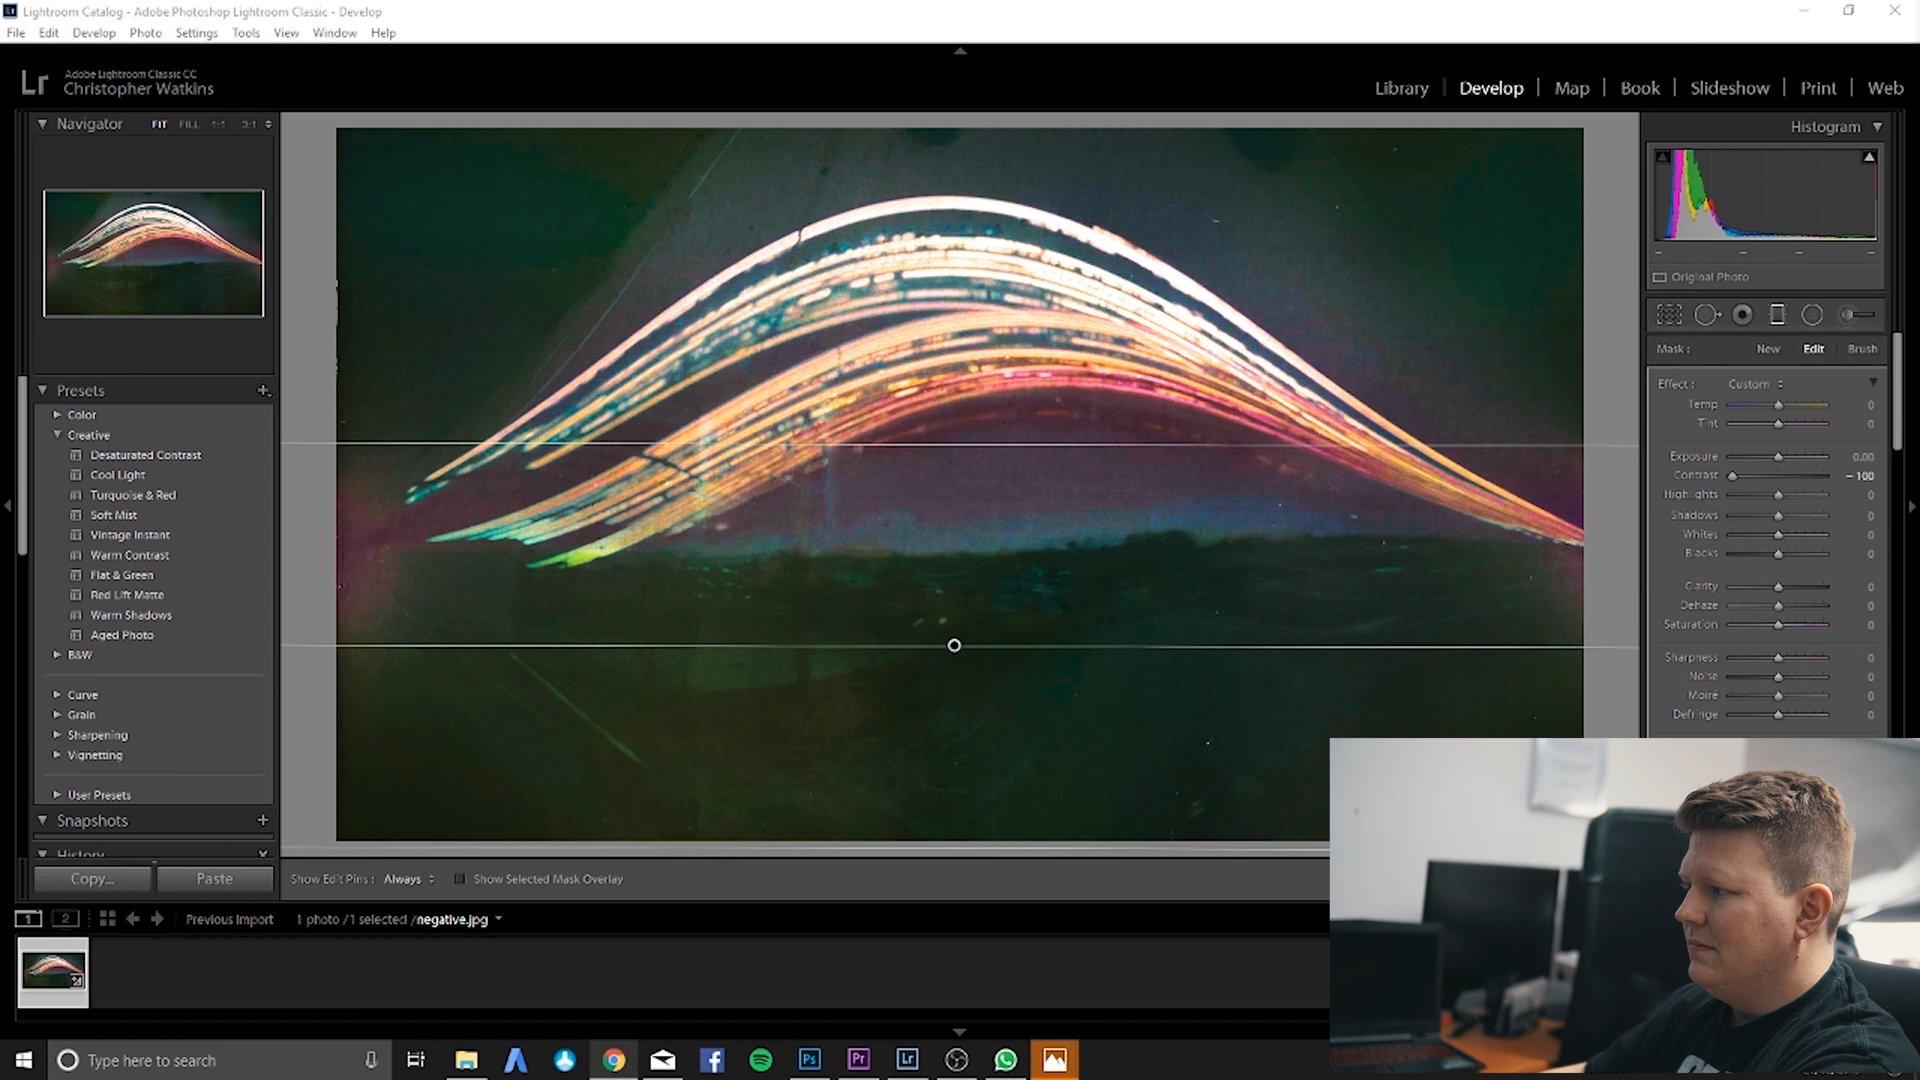 Lightroom Catalog - Adobe Photoshop Lightroom Classic - Develop
File Edit Develop Photo Settings Tools View Window Help
Lr Adobe Lightroom Classic CC
Christopher Watkins
Library | Develop | Map | Book | Slideshow | Print | Web
Navigator FIT FILL 1:1 3:1
Histogram
Original Photo
Mask : New Edit Brush
Effect : Custom
Temp 0
Tint 0
Exposure 0.00
Contrast – 100
Highlights 0
Shadows 0
Whites 0
Blacks 0
Clarity 0
Dehaze 0
Saturation 0
Sharpness 0
Noise 0
Moiré 0
Defringe 0
Presets +
Color
Creative
Desaturated Contrast
Cool Light
Turquoise & Red
Soft Mist
Vintage Instant
Warm Contrast
Flat & Green
Red Lift Matte
Warm Shadows
Aged Photo
B&W
Curve
Grain
Sharpening
Vignetting
User Presets
Snapshots +
History
Copy... Paste
Show Edit Pins : Always Show Selected Mask Overlay
1 2 Previous Import 1 photo / 1 selected / negative.jpg
Type here to search
Ps Pr Lr